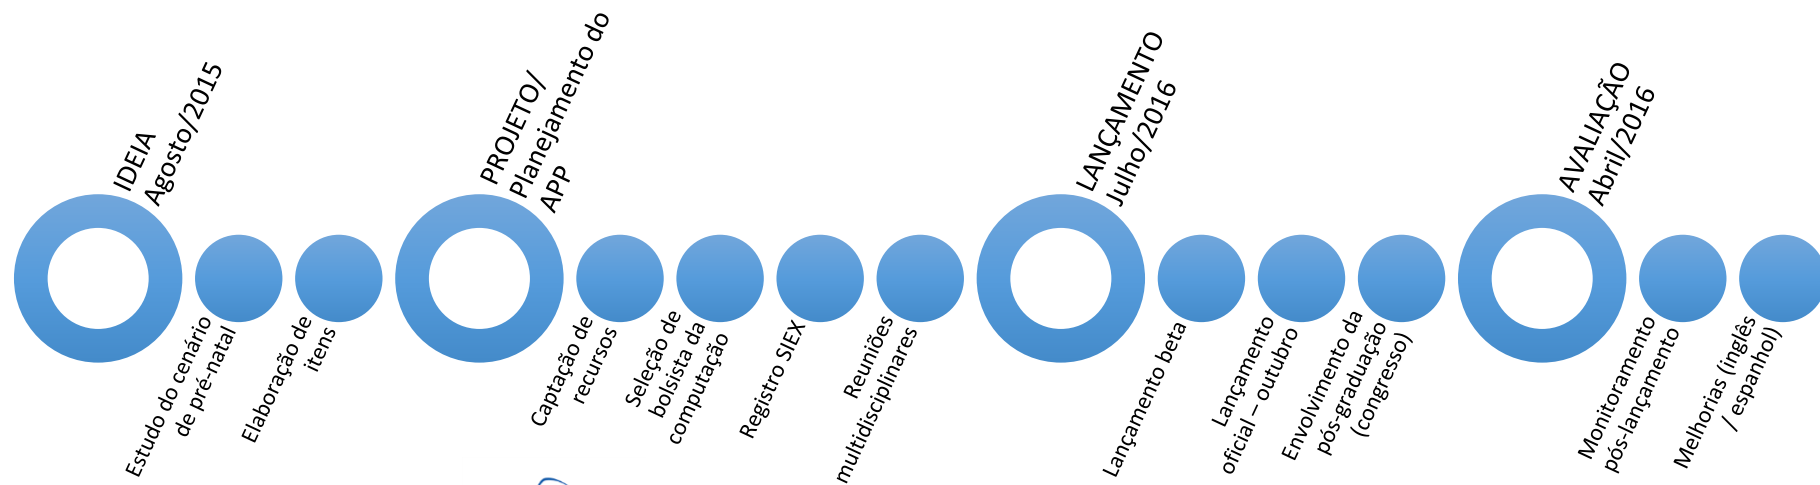 IDEIA
Agosto/2015
Estudo do cenário
de pré-natal
Elaboração de
itens
PROJETO/
Planejamento do
APP
Captação de
recursos
Seleção de
bolsista da
computação
Registro SIEX
Reuniões
multidisciplinares
LANÇAMENTO
Julho/2016
Lançamento beta
Lançamento
oficial – outubro
Envolvimento da
pós-graduação
(congresso)
AVALIAÇÃO
Abril/2016
Monitoramento
pós-lançamento
Melhorias (inglês
/ espanhol)